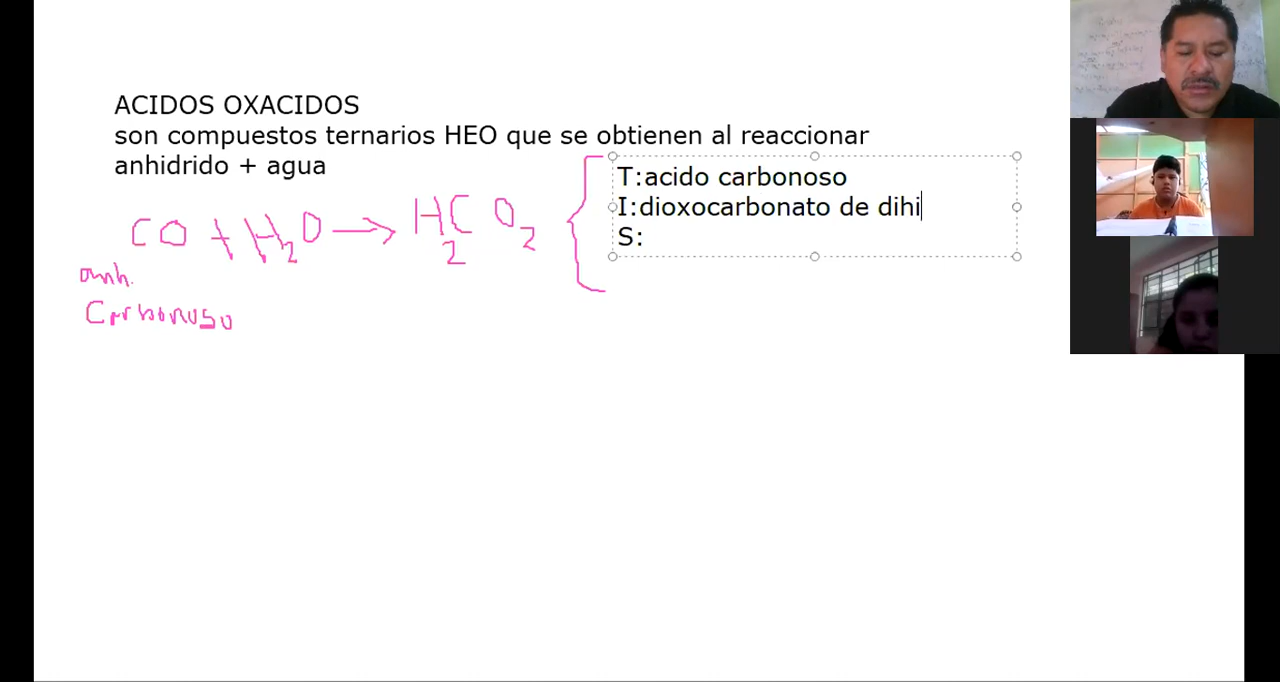 ACIDOS OXACIDOS
son compuestos ternarios HEO que se obtienen al reaccionar
anhidrido + agua
CO + H2O → H2CO2
anh.
Carbonoso
T:acido carbonoso
I:dioxocarbonato de dihi
S: